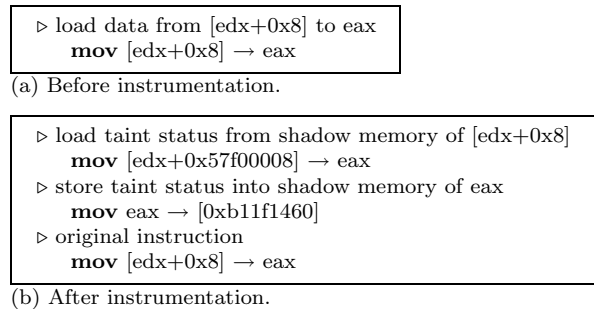 ▷ load data from [edx+0x8] to eax
mov [edx+0x8] → eax
(a) Before instrumentation.
▷ load taint status from shadow memory of [edx+0x8]
mov [edx+0x57f00008] → eax
▷ store taint status into shadow memory of eax
mov eax → [0xb11f1460]
▷ original instruction
mov [edx+0x8] → eax
(b) After instrumentation.